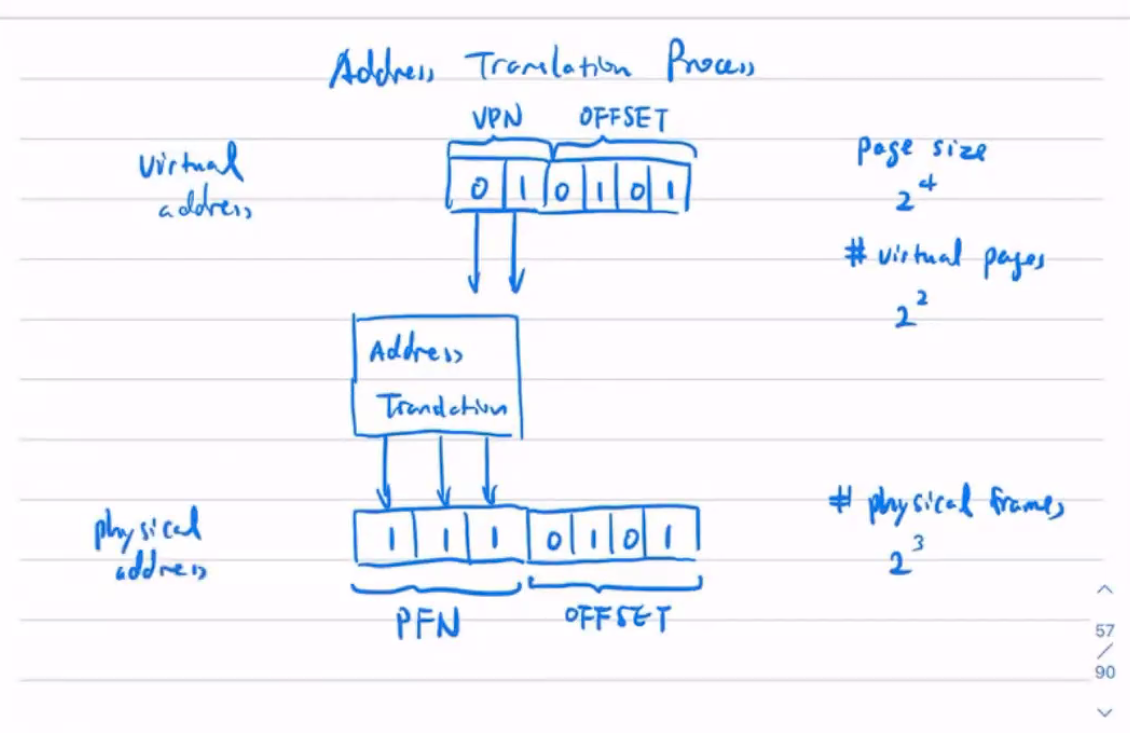 Address Translation Process
VPN OFFSET
virtual address
0 1 0 1 0 1
page size
2^4
# virtual pages
2^2
Address
Translation
physical address
1 1 1 0 1 0 1
PFN OFFSET
# physical frames
2^3
57
/
90